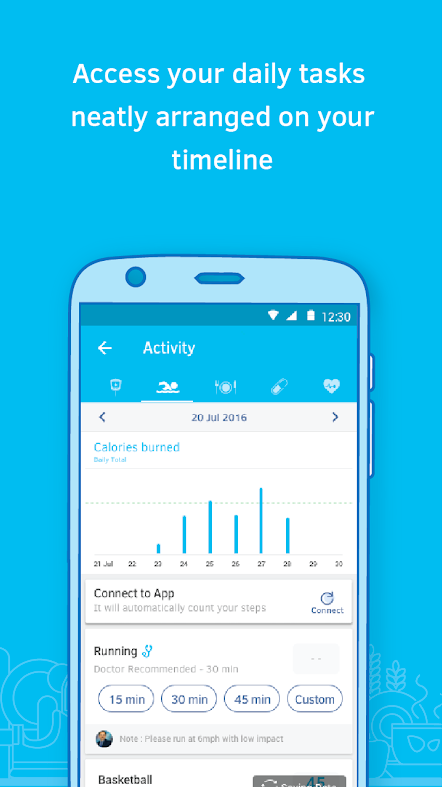 Access your daily tasks
neatly arranged on your
timeline
12:30
Activity
20 Jul 2016
Calories burned
Daily Total
21 Jul 22 23 24 25 26 27 28 29 30
Connect to App
It will automatically count your steps
Connect
Running
Doctor Recommended - 30 min
- -
15 min 30 min 45 min Custom
Note : Please run at 6mph with low impact
Basketball
45